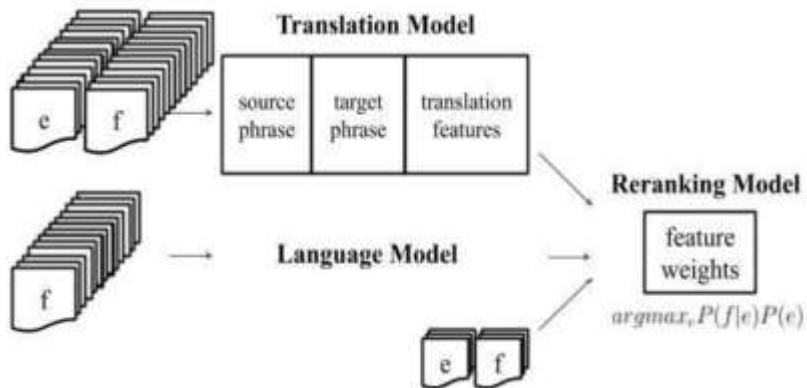 Translation Model
e
f
source
phrase
target
phrase
translation
features
Reranking Model
feature
weights
argmax_e P(f|e)P(e)
f
Language Model
e
f